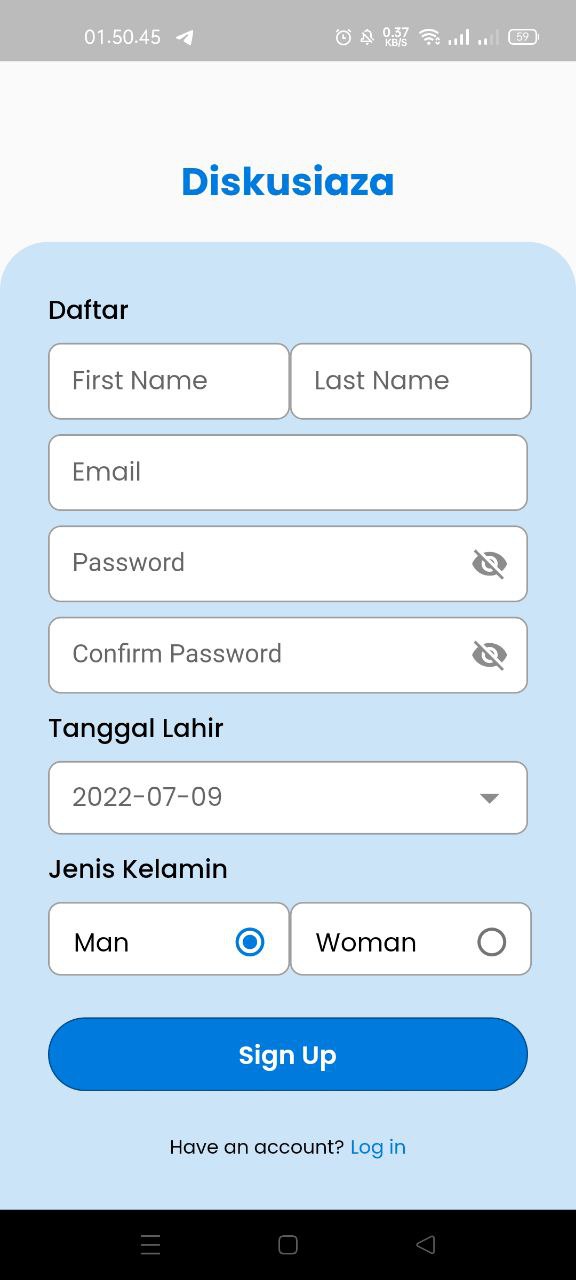 01.50.45 0.37 KB/S 59
Diskusiaza
Daftar
First Name Last Name
Email
Password
Confirm Password
Tanggal Lahir
2022-07-09
Jenis Kelamin
Man Woman
Sign Up
Have an account? Log in